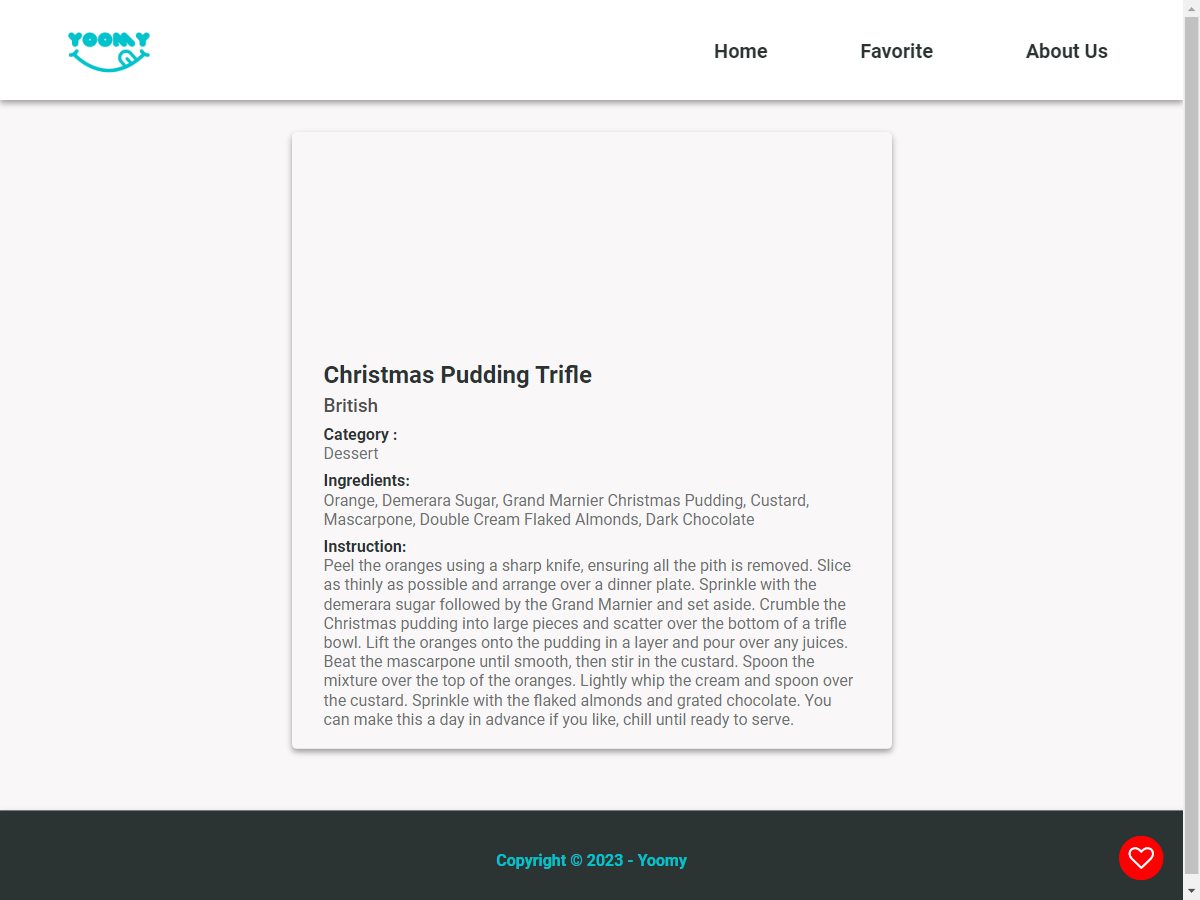 YOOMY
Home
Favorite
About Us
Christmas Pudding Trifle
British
Category :
Dessert
Ingredients:
Orange, Demerara Sugar, Grand Marnier Christmas Pudding, Custard,
Mascarpone, Double Cream Flaked Almonds, Dark Chocolate
Instruction:
Peel the oranges using a sharp knife, ensuring all the pith is removed. Slice
as thinly as possible and arrange over a dinner plate. Sprinkle with the
demerara sugar followed by the Grand Marnier and set aside. Crumble the
Christmas pudding into large pieces and scatter over the bottom of a trifle
bowl. Lift the oranges onto the pudding in a layer and pour over any juices.
Beat the mascarpone until smooth, then stir in the custard. Spoon the
mixture over the top of the oranges. Lightly whip the cream and spoon over
the custard. Sprinkle with the flaked almonds and grated chocolate. You
can make this a day in advance if you like, chill until ready to serve.
Copyright © 2023 - Yoomy